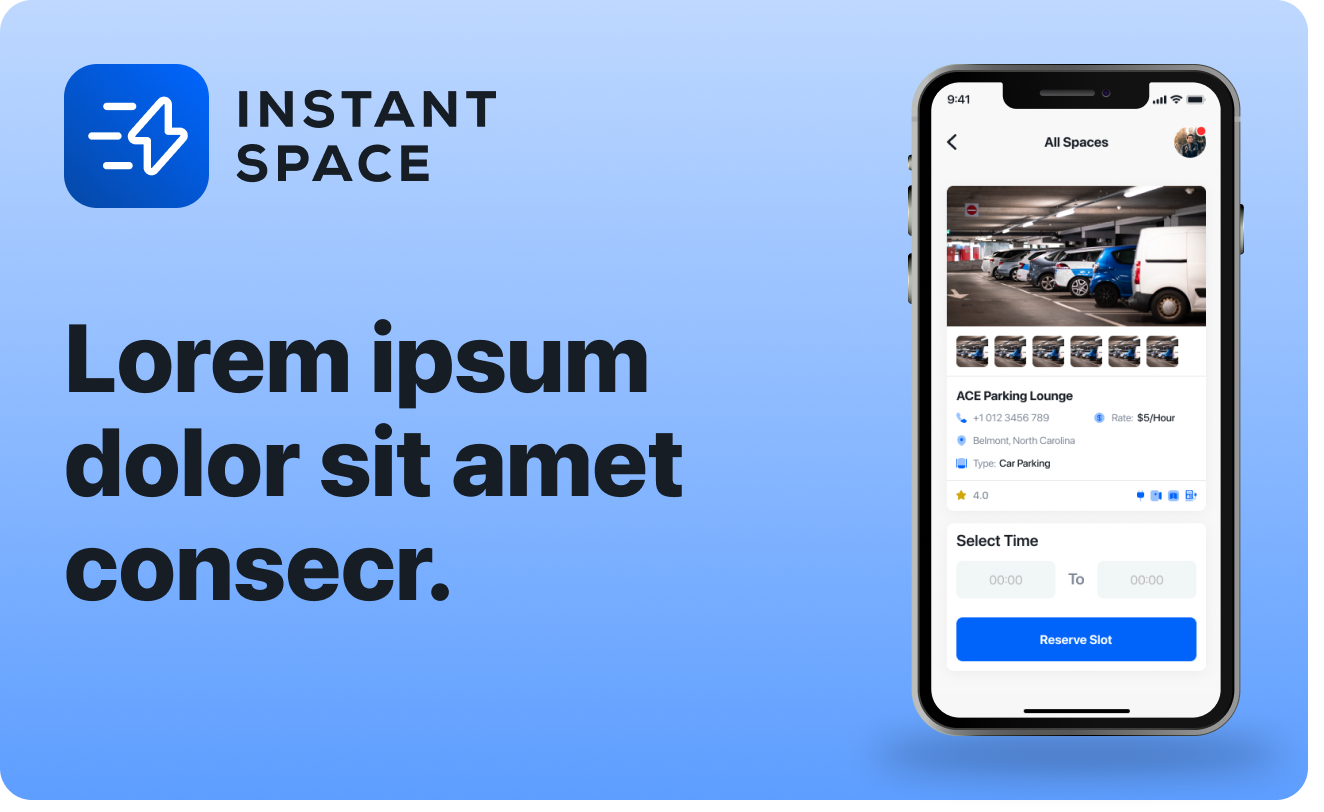 INSTANT
SPACE
Lorem ipsum
dolor sit amet
consecr.
9:41
All Spaces
ACE Parking Lounge
+1 012 3456 789
Rate: $5/Hour
Belmont, North Carolina
Type: Car Parking
4.0
Select Time
00:00 To 00:00
Reserve Slot